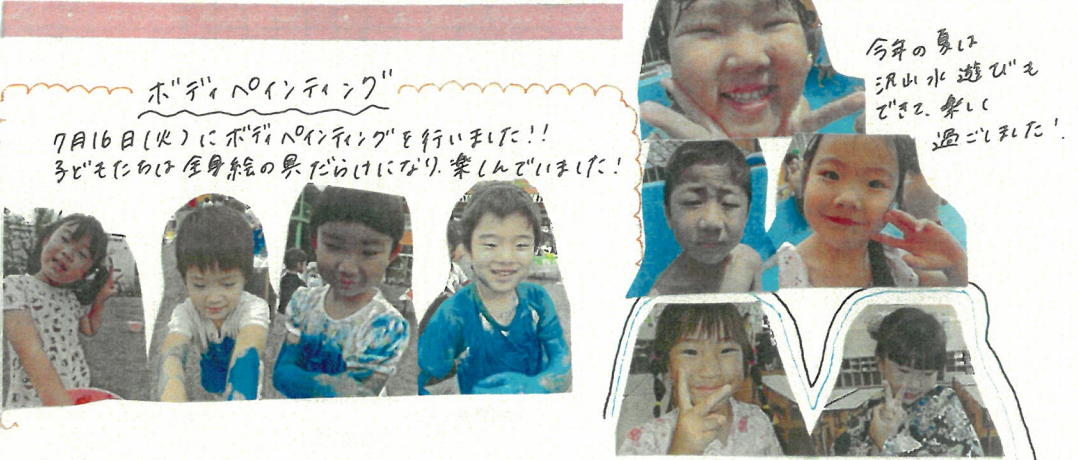 ボディペインティング
7月16日(火)にボディペインティングを行いました!!
子どもたちは全身絵の具だらけになり、楽しんでいました!
今年の夏は
沢山水遊びも
できて、楽しく
過ごしました!